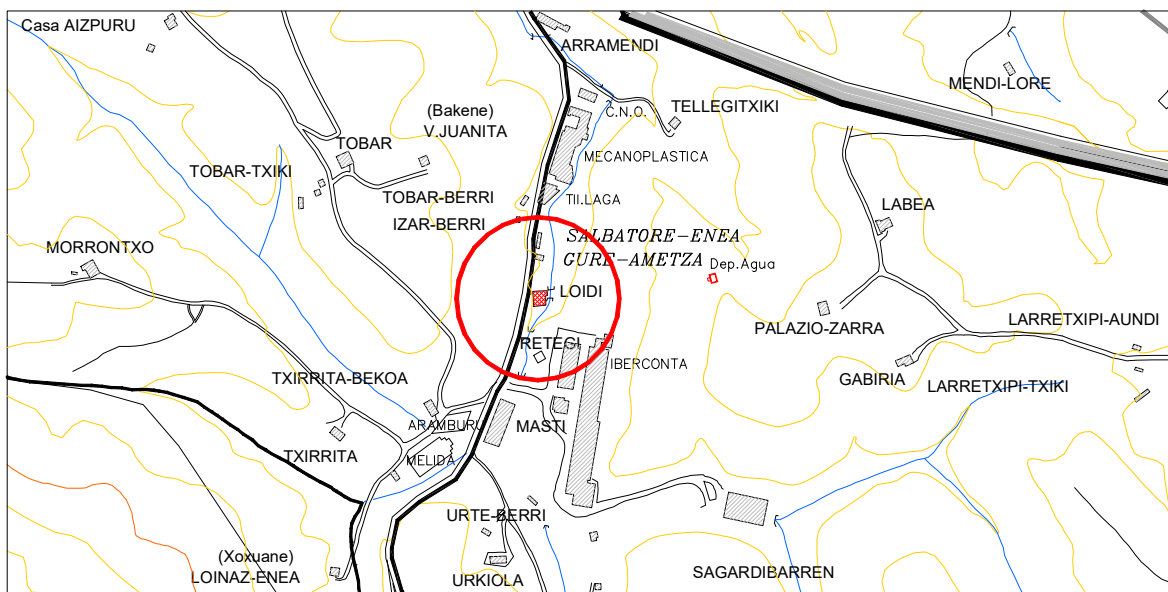 Casa AIZPURU
ARRAMENDI
MENDI-LORE
TELLEGITXIKI
C.N.O.
(Bakene)
V.JUANITA
TOBAR
MECANOPLASTICA
TOBAR-TXIKI
TOBAR-BERRI
TII.LAGA
LABEA
IZAR-BERRI
SALBATORE-ENEA
MORRONTXO
GURE-AMETZA
Dep.Agua
LOIDI
PALAZIO-ZARRA
LARRETXIPI-AUNDI
RETEGI
IBERCONTA
TXIRRITA-BEKOA
GABIRIA
LARRETXIPI-TXIKI
ARAMBURU
MASTI
TXIRRITA
MELIDA
URTE-BERRI
(Xoxuane)
LOINAZ-ENEA
URKIOLA
SAGARDIBARREN